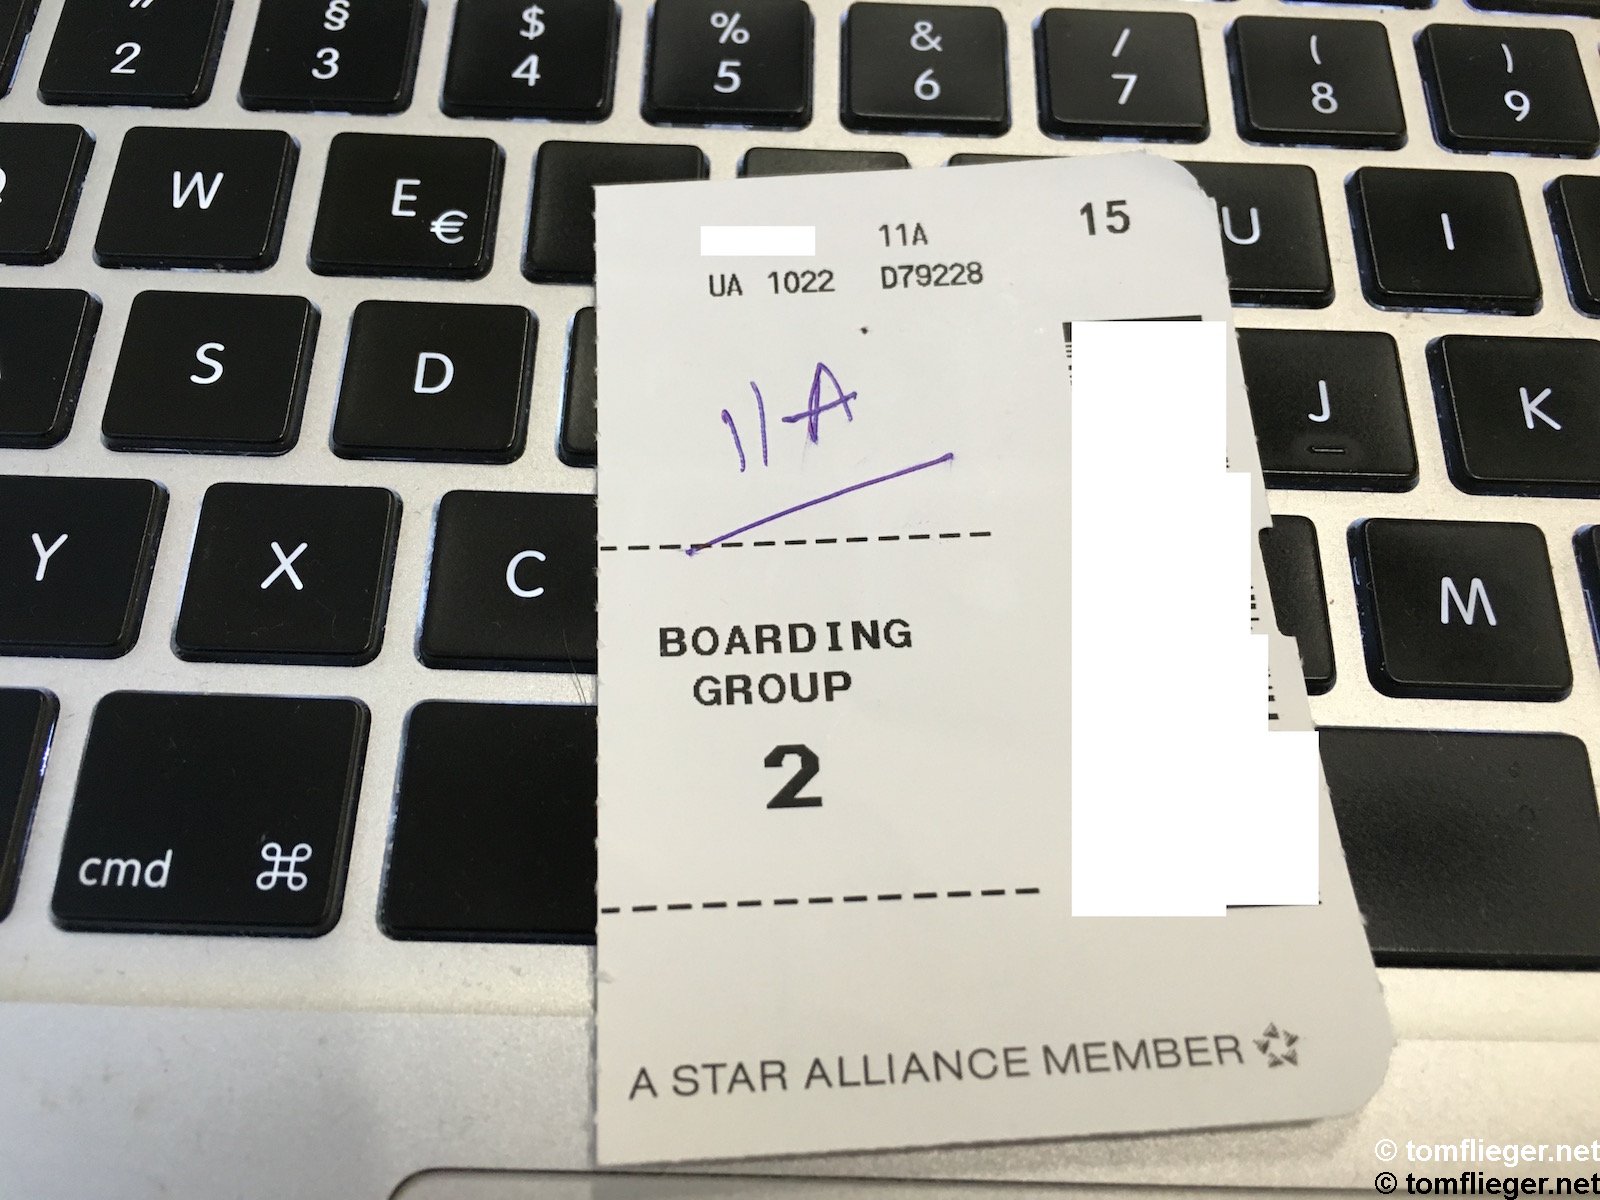 " § $ % & / ( )
2 3 4 5 6 7 8 9
W E € U I
S D J K
Y X C M
cmd ⌘
11A 15
UA 1022 D79228
11A
BOARDING
GROUP
2
A STAR ALLIANCE MEMBER
© tomflieger.net
© tomflieger.net